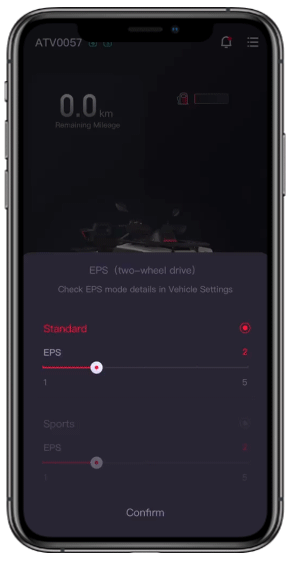 ATV0057
0.0 km
Remaining Mileage
EPS (two-wheel drive)
Check EPS mode details in Vehicle Settings
Standard
EPS 2
1 5
Sports
EPS
1 5
Confirm